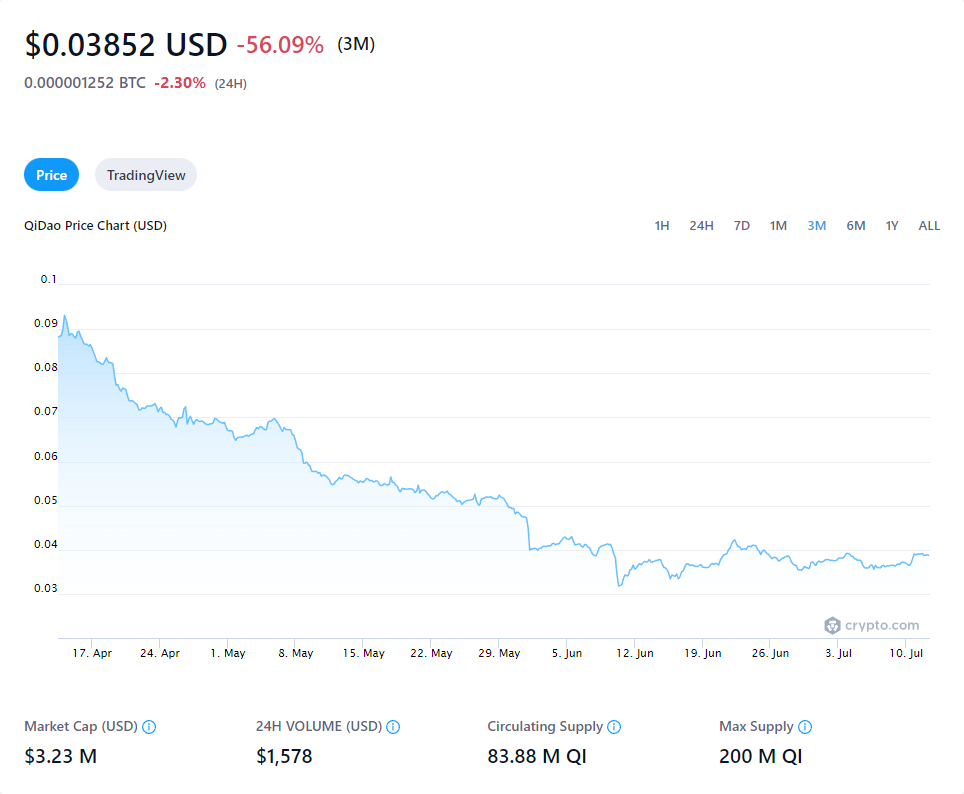 $0.03852 USD -56.09% (3M)
0.000001252 BTC -2.30% (24H)
Price TradingView
QiDao Price Chart (USD) 1H 24H 7D 1M 3M 6M 1Y ALL
0.1
0.09
0.08
0.07
0.06
0.05
0.04
0.03
crypto.com
17. Apr 24. Apr 1. May 8. May 15. May 22. May 29. May 5. Jun 12. Jun 19. Jun 26. Jun 3. Jul 10. Jul
Market Cap (USD) 24H VOLUME (USD) Circulating Supply Max Supply
$3.23 M $1,578 83.88 M QI 200 M QI